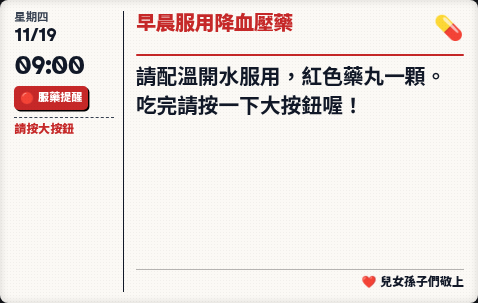 星期四
11/19
09:00
服藥提醒
請按大按鈕
早晨服用降血壓藥
請配溫開水服用，紅色藥丸一顆。
吃完請按一下大按鈕喔！
兒女孫子們敬上